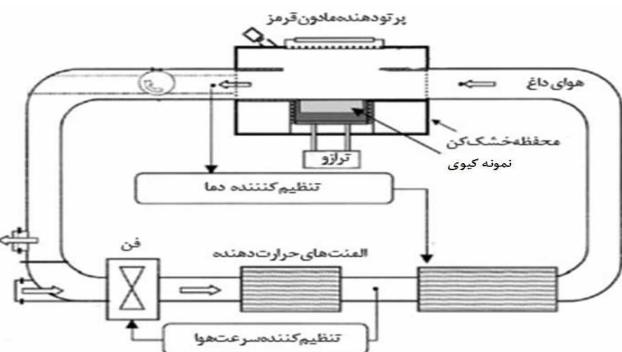 پرتودهنده مادون قرمز
هوای داغ
محفظه خشک کن
نمونه کیوی
ترازو
تنظیم کننننده دما
فن
المنت‌های حرارت دهنده
تنظیم کننده سرعت هوا